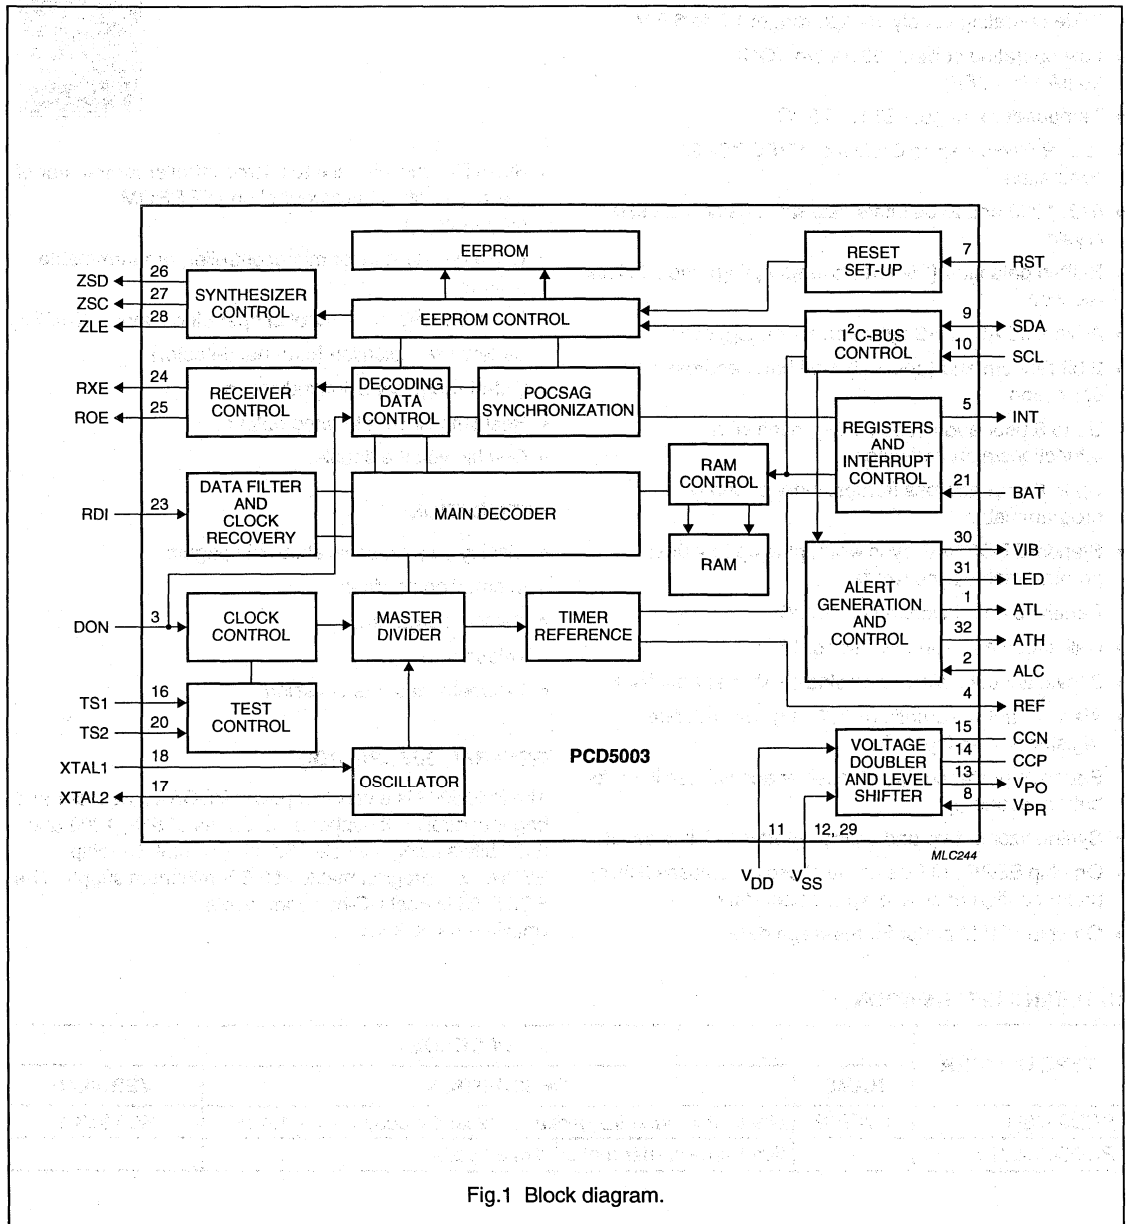 EEPROM
RESET
SET-UP
7
RST
ZSD
26
ZSC
27
ZLE
28
SYNTHESIZER
CONTROL
EEPROM CONTROL
I²C-BUS
CONTROL
9
SDA
10
SCL
RXE
24
ROE
25
RECEIVER
CONTROL
DECODING
DATA
CONTROL
POCSAG
SYNCHRONIZATION
REGISTERS
AND
INTERRUPT
CONTROL
5
INT
21
BAT
RDI
23
DATA FILTER
AND
CLOCK
RECOVERY
MAIN DECODER
RAM
CONTROL
RAM
ALERT
GENERATION
AND
CONTROL
30
VIB
31
LED
1
ATL
32
ATH
2
ALC
4
REF
DON
3
CLOCK
CONTROL
MASTER
DIVIDER
TIMER
REFERENCE
TS1
16
TS2
20
TEST
CONTROL
XTAL1
18
XTAL2
17
OSCILLATOR
PCD5003
VOLTAGE
DOUBLER
AND LEVEL
SHIFTER
15
CCN
14
CCP
13
VPO
8
VPR
11
12, 29
VDD
VSS
MLC244
Fig.1 Block diagram.